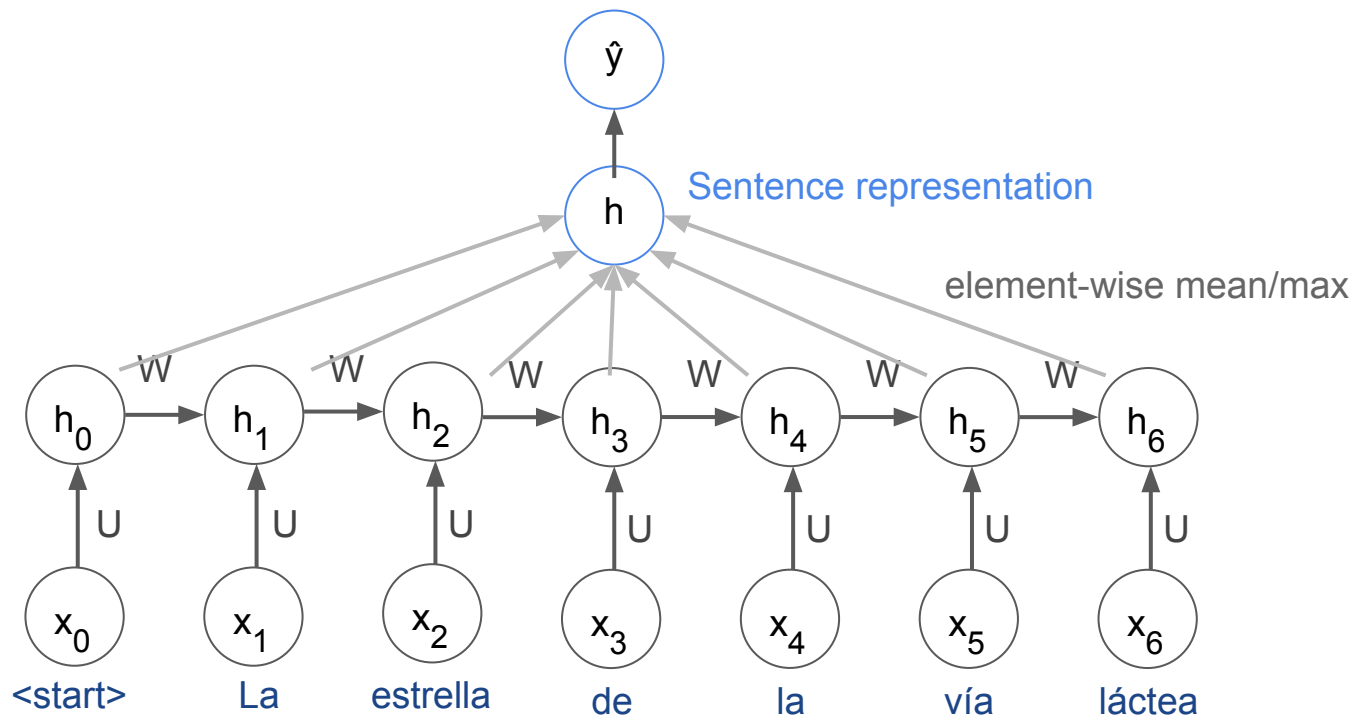 ŷ
h
Sentence representation
element-wise mean/max
W W W W W W
h0 h1 h2 h3 h4 h5 h6
U U U U U U U
x0 x1 x2 x3 x4 x5 x6
<start> La estrella de la vía láctea